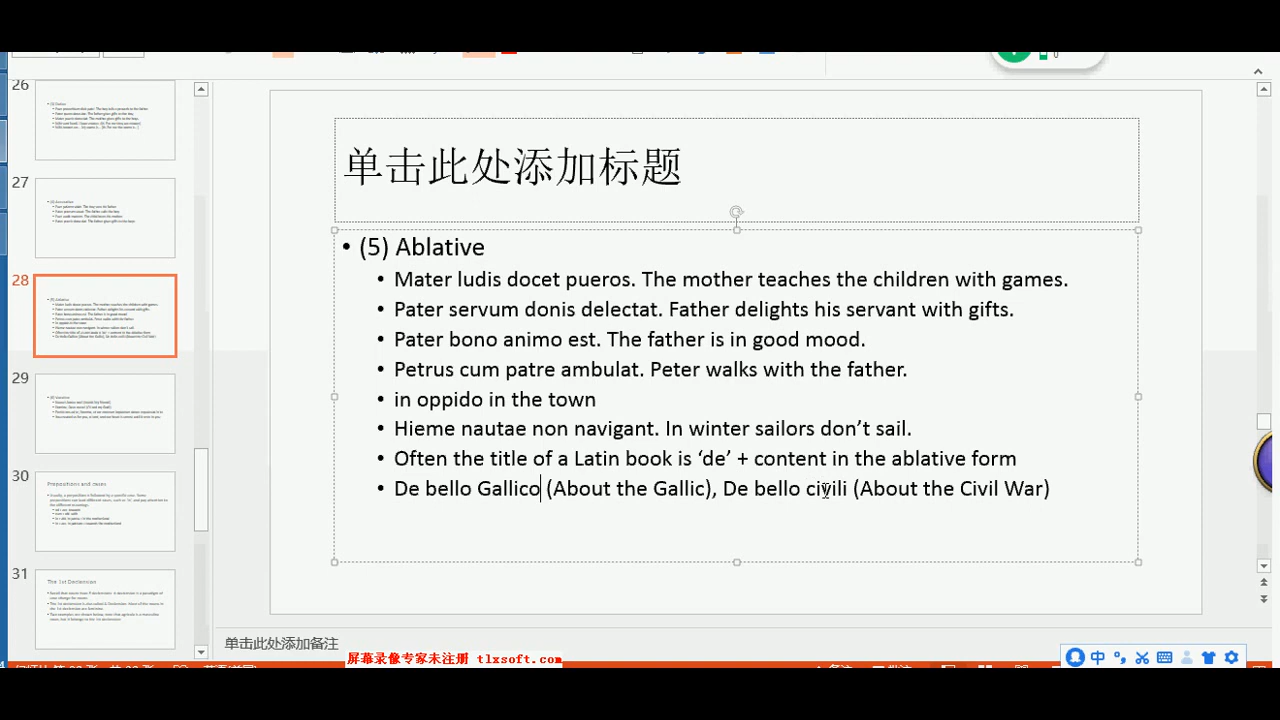 26
27
28
29
30
Prepositions and cases
31
The 1st Declension
单击此处添加标题
• (5) Ablative
• Mater ludis docet pueros. The mother teaches the children with games.
• Pater servum donis delectat. Father delights his servant with gifts.
• Pater bono animo est. The father is in good mood.
• Petrus cum patre ambulat. Peter walks with the father.
• in oppido in the town
• Hieme nautae non navigant. In winter sailors don’t sail.
• Often the title of a Latin book is ‘de’ + content in the ablative form
• De bello Gallico (About the Gallic), De bello civili (About the Civil War)
单击此处添加备注
屏幕录像专家未注册 tlxsoft.com
中